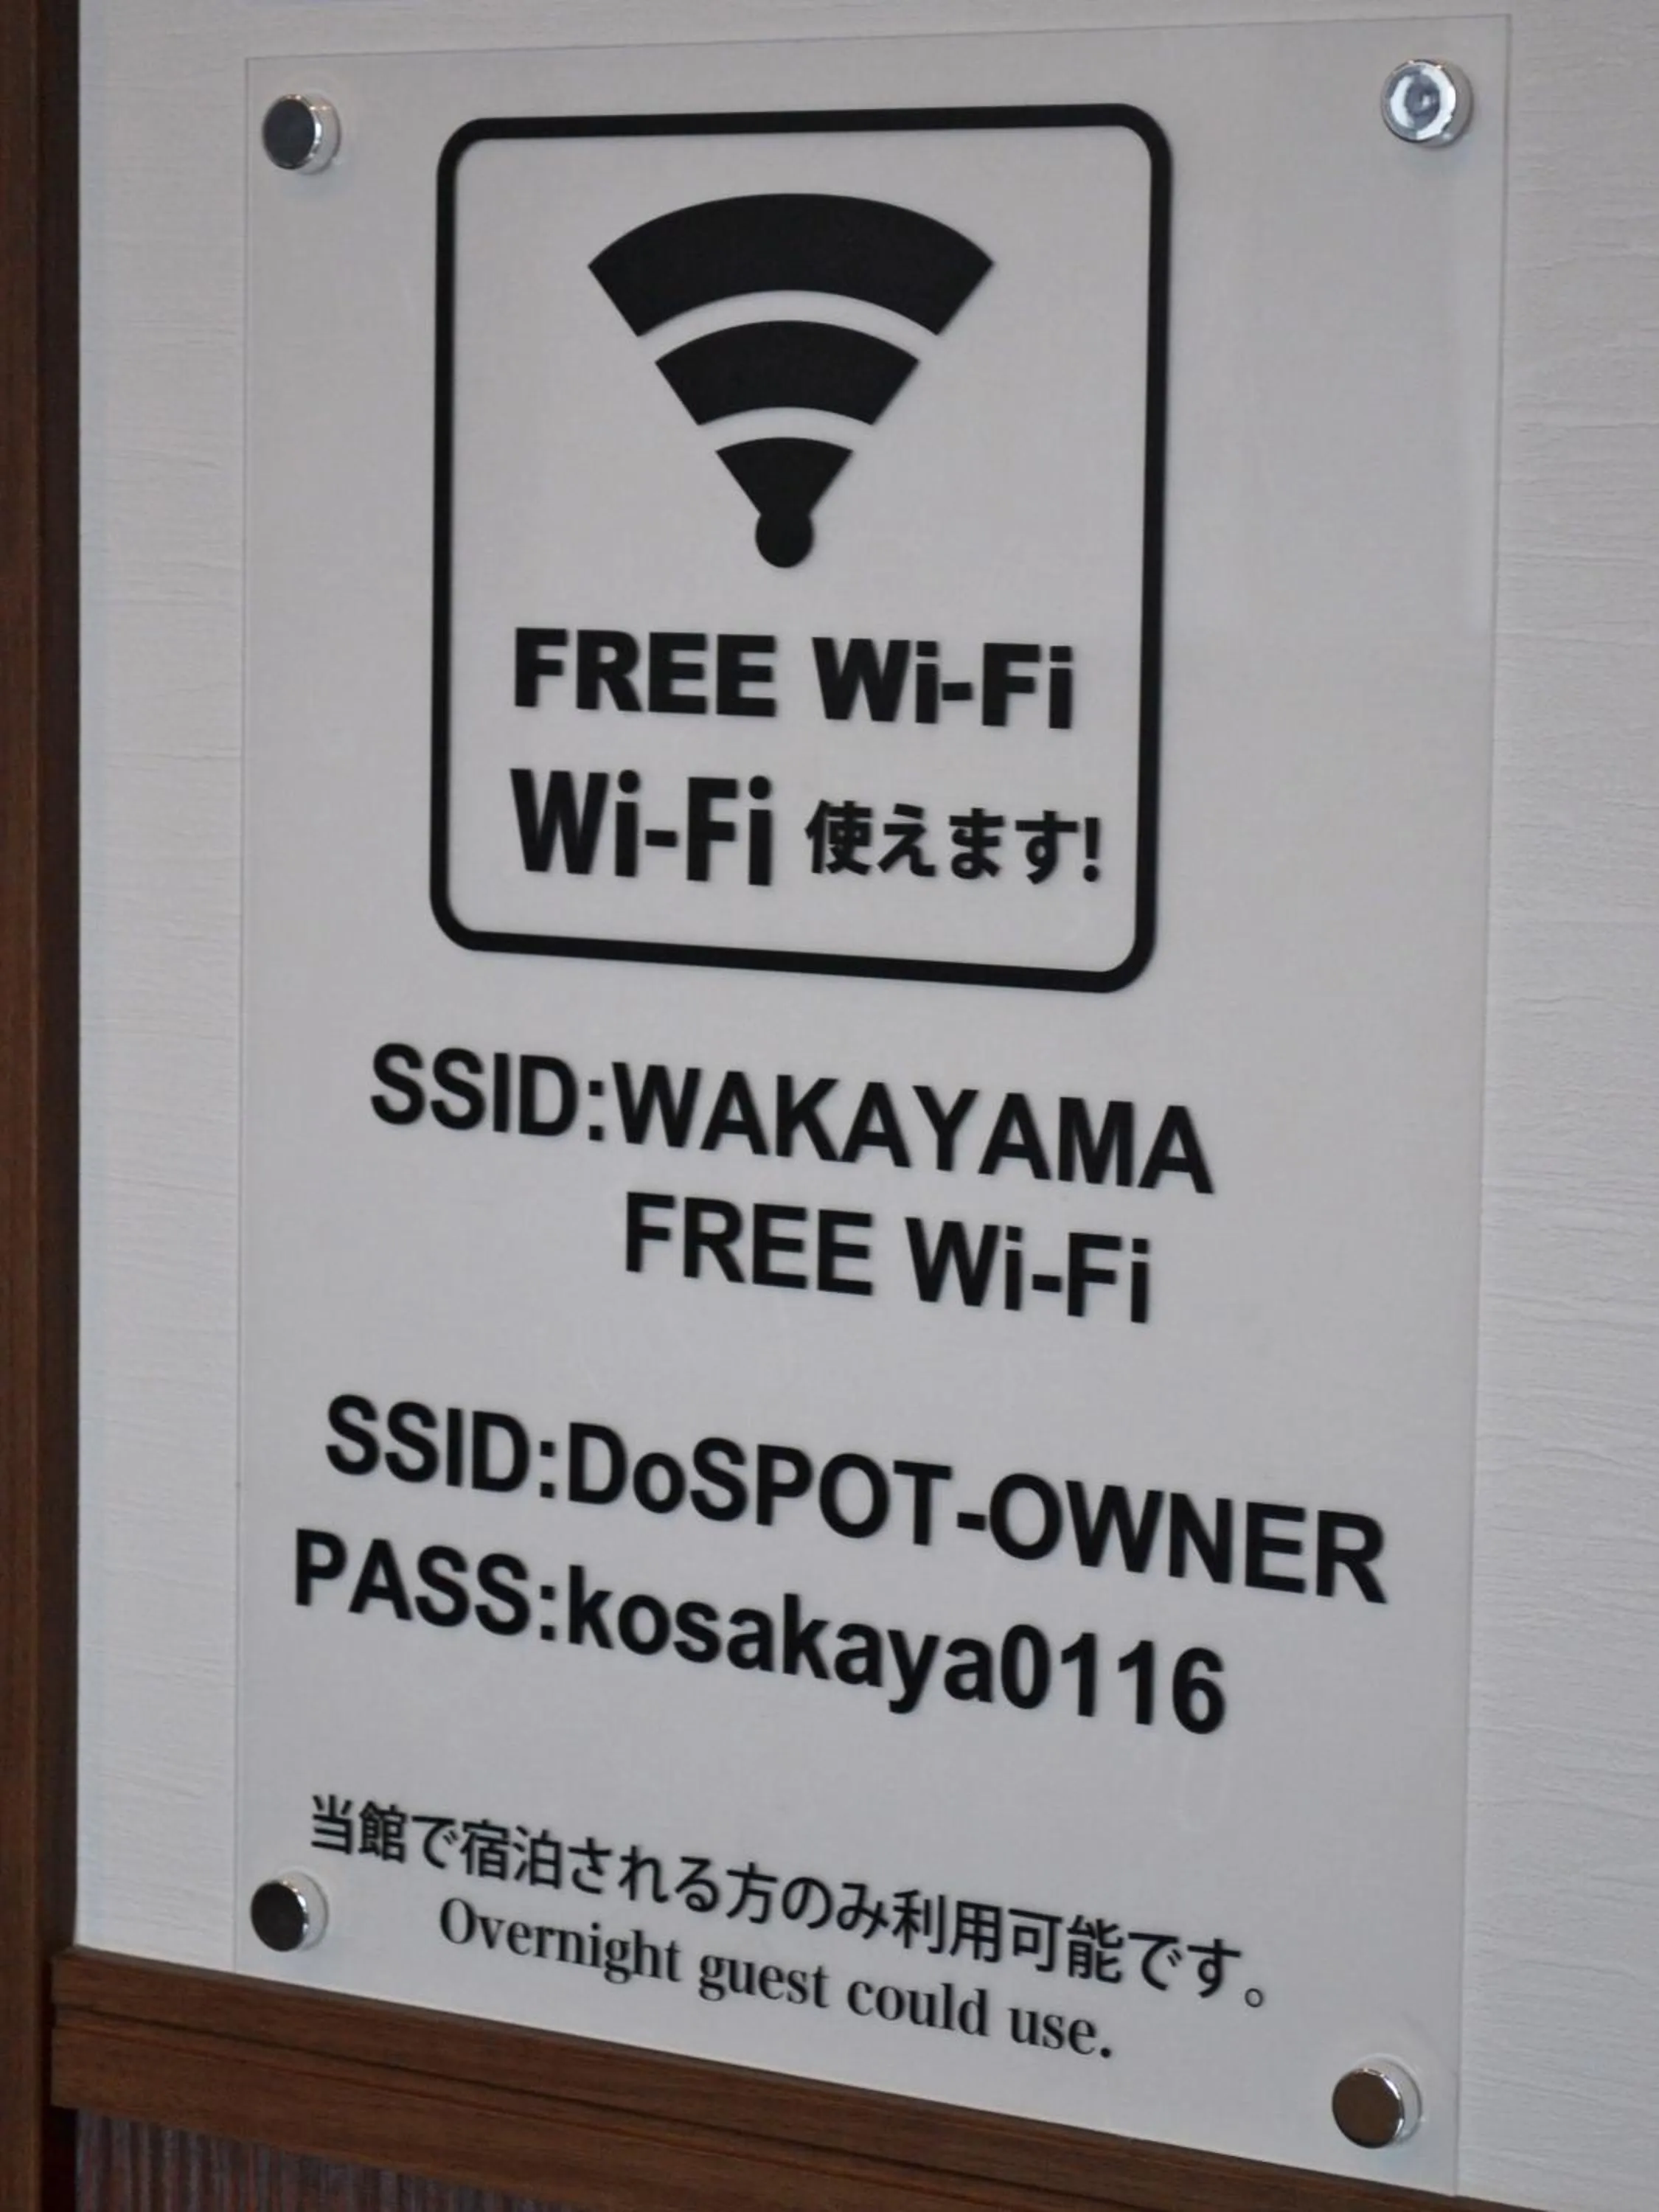 FREE Wi-Fi
Wi-Fi 使えます!
SSID:WAKAYAMA
FREE Wi-Fi
SSID:DoSPOT-OWNER
PASS:kosakaya0116
当館で宿泊される方のみ利用可能です。
Overnight guest could use.